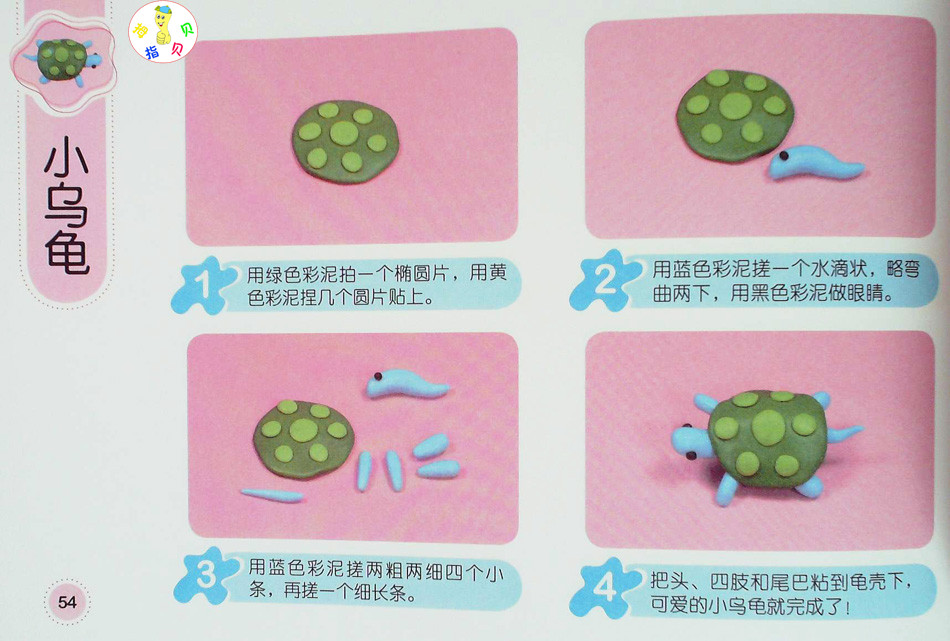 指
贝
贝
小乌龟
1
用绿色彩泥拍一个椭圆片，用黄
色彩泥捏几个圆片贴上。
2
用蓝色彩泥搓一个水滴状，略弯
曲两下，用黑色彩泥做眼睛。
3
用蓝色彩泥搓两粗两细四个小
条，再搓一个细长条。
4
把头、四肢和尾巴粘到龟壳下，
可爱的小乌龟就完成了！
54